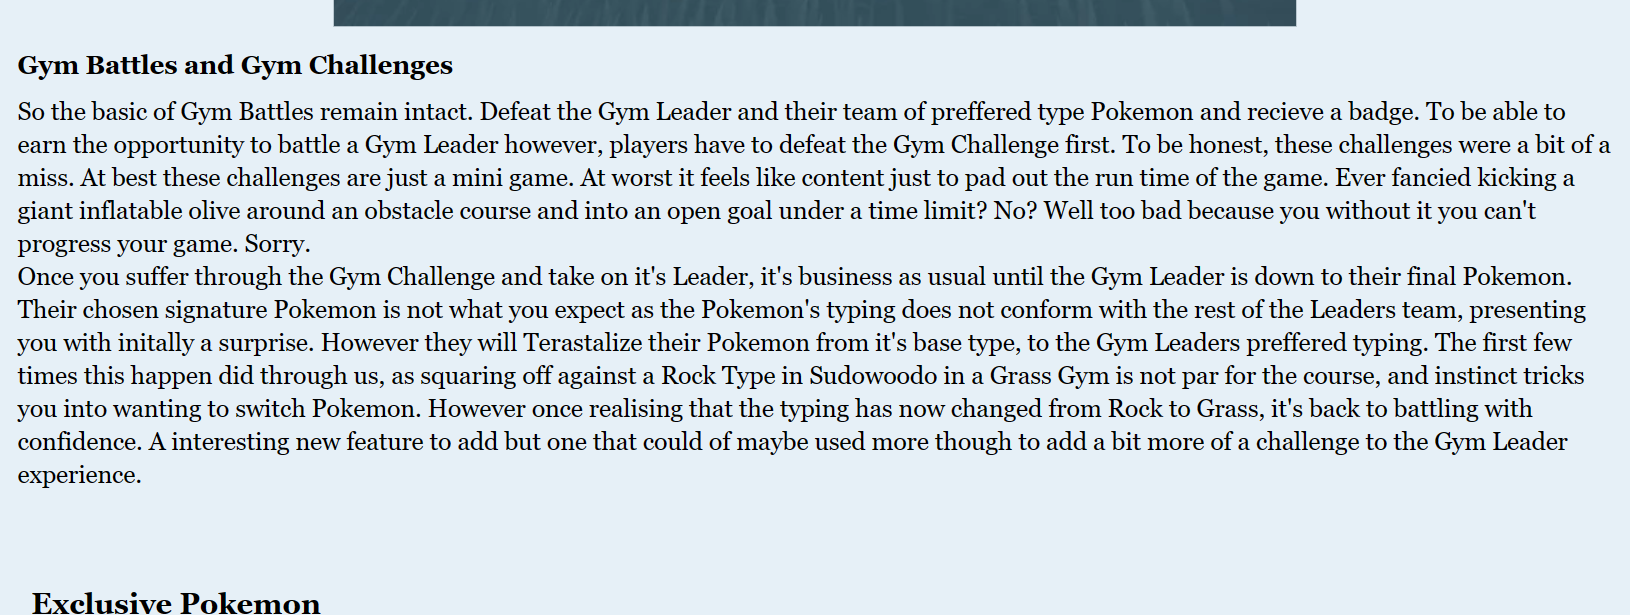 Gym Battles and Gym Challenges
So the basic of Gym Battles remain intact. Defeat the Gym Leader and their team of preffered type Pokemon and recieve a badge. To be able to
earn the opportunity to battle a Gym Leader however, players have to defeat the Gym Challenge first. To be honest, these challenges were a bit of a
miss. At best these challenges are just a mini game. At worst it feels like content just to pad out the run time of the game. Ever fancied kicking a
giant inflatable olive around an obstacle course and into an open goal under a time limit? No? Well too bad because you without it you can't
progress your game. Sorry.
Once you suffer through the Gym Challenge and take on it's Leader, it's business as usual until the Gym Leader is down to their final Pokemon.
Their chosen signature Pokemon is not what you expect as the Pokemon's typing does not conform with the rest of the Leaders team, presenting
you with initally a surprise. However they will Terastalize their Pokemon from it's base type, to the Gym Leaders preffered typing. The first few
times this happen did through us, as squaring off against a Rock Type in Sudowoodo in a Grass Gym is not par for the course, and instinct tricks
you into wanting to switch Pokemon. However once realising that the typing has now changed from Rock to Grass, it's back to battling with
confidence. A interesting new feature to add but one that could of maybe used more though to add a bit more of a challenge to the Gym Leader
experience.
Exclusive Pokemon